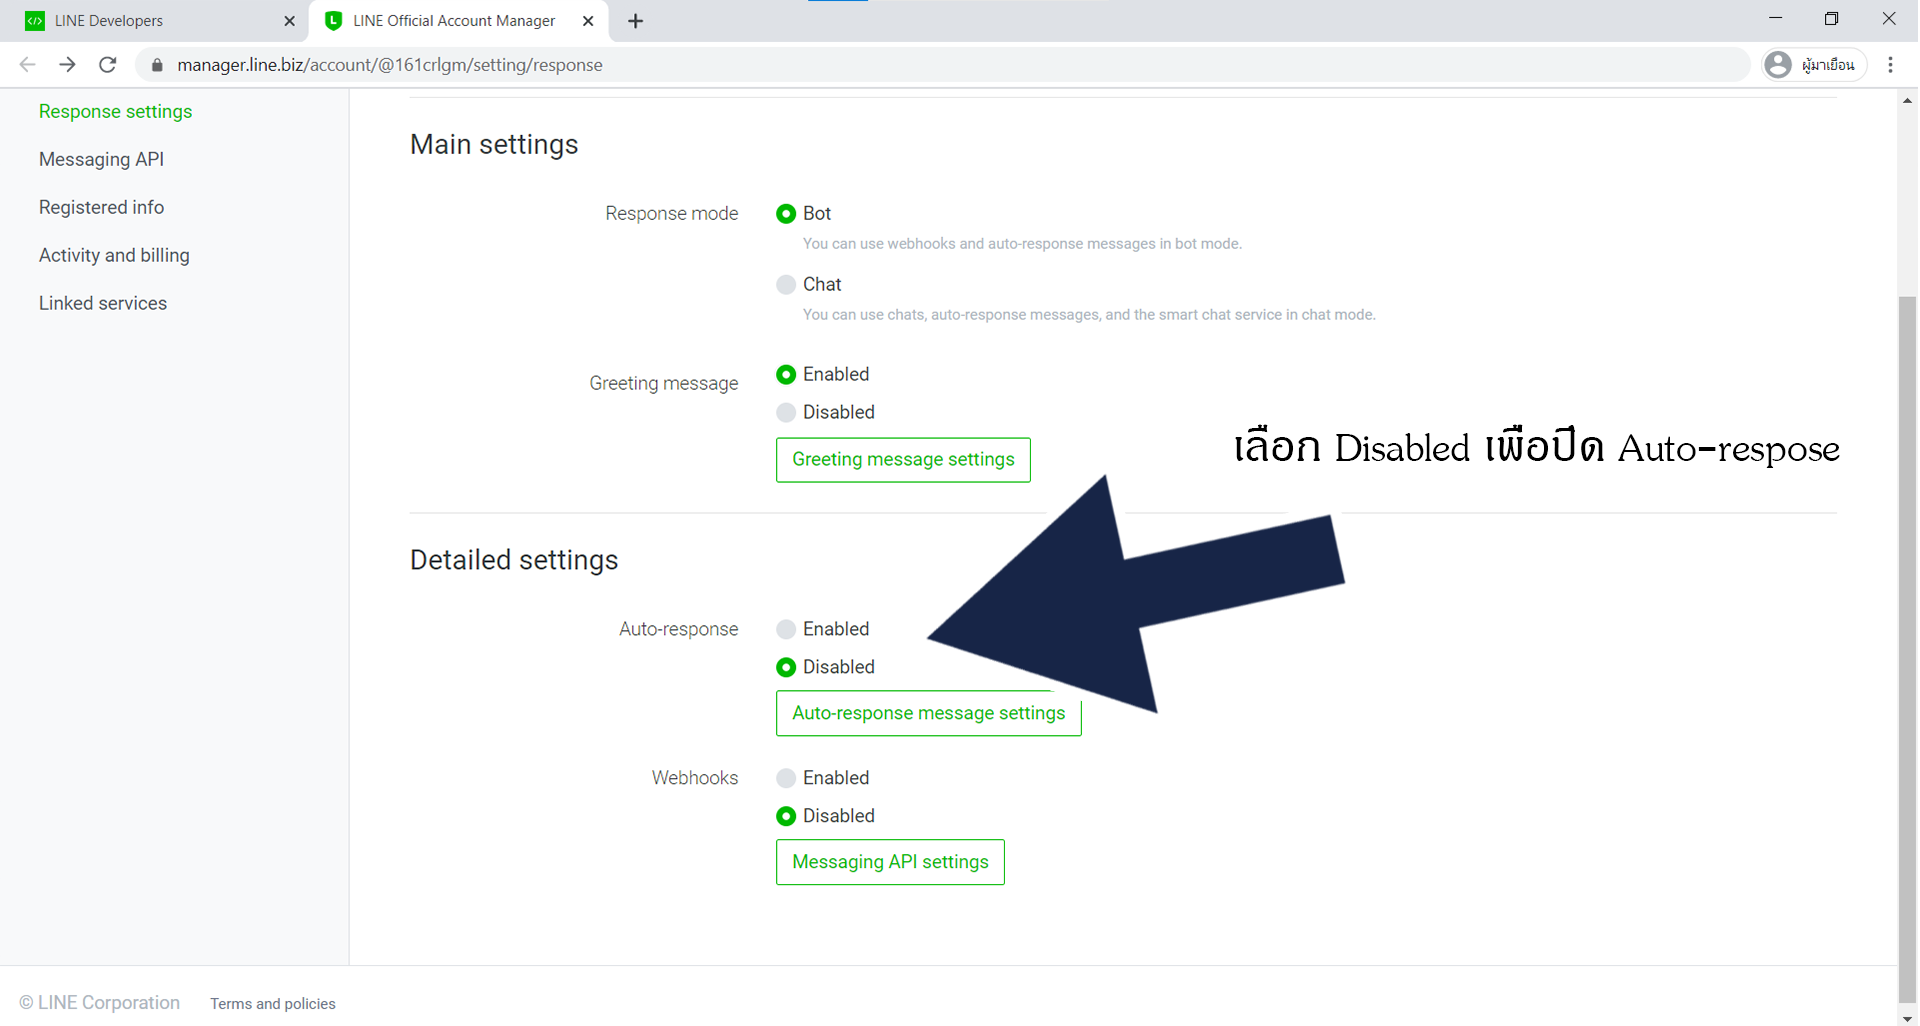 LINE Developers
LINE Official Account Manager
manager.line.biz/account/@161crlgm/setting/response
ผู้มาเยือน
Response settings
Messaging API
Registered info
Activity and billing
Linked services
Main settings
Response mode
Bot
You can use webhooks and auto-response messages in bot mode.
Chat
You can use chats, auto-response messages, and the smart chat service in chat mode.
Greeting message
Enabled
Disabled
Greeting message settings
เลือก Disabled เพื่อปิด Auto-respose
Detailed settings
Auto-response
Enabled
Disabled
Auto-response message settings
Webhooks
Enabled
Disabled
Messaging API settings
© LINE Corporation Terms and policies